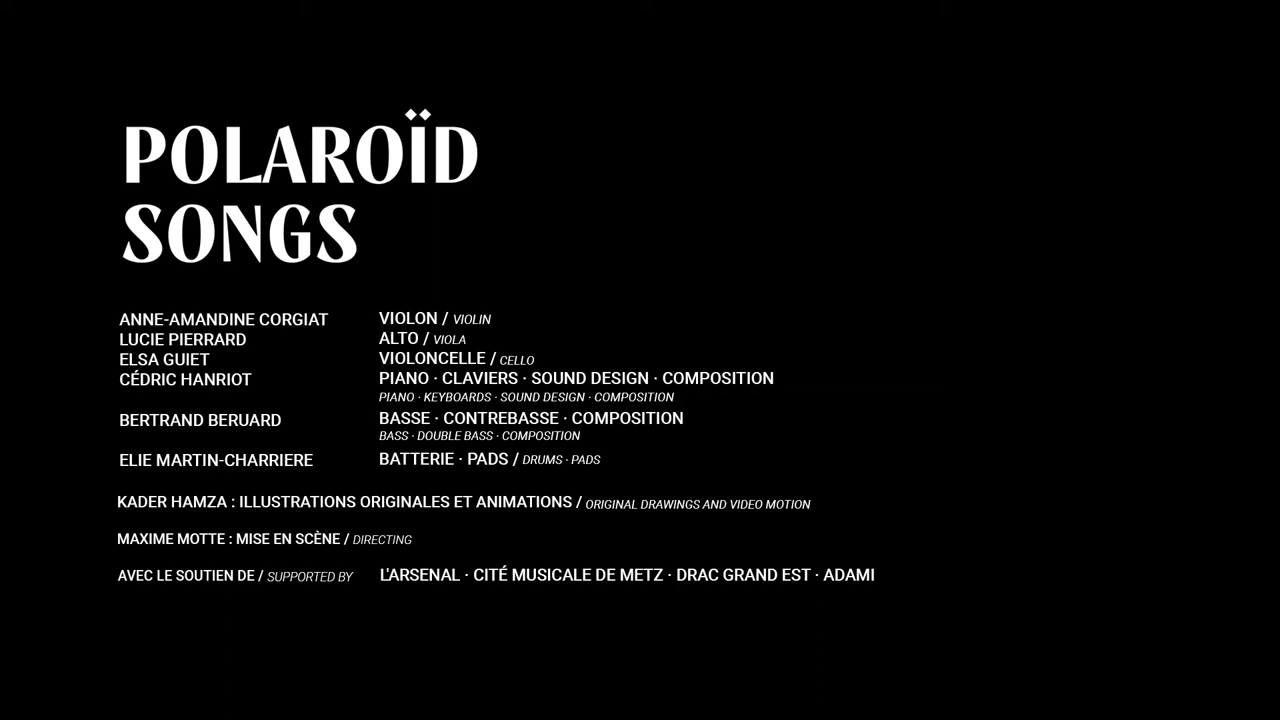 POLAROÏD
SONGS
ANNE-AMANDINE CORGIAT VIOLON / VIOLIN
LUCIE PIERRARD ALTO / VIOLA
ELSA GUIET VIOLONCELLE / CELLO
CÉDRIC HANRIOT PIANO · CLAVIERS · SOUND DESIGN · COMPOSITION
PIANO · KEYBOARDS · SOUND DESIGN · COMPOSITION
BERTRAND BERUARD BASSE · CONTREBASSE · COMPOSITION
BASS · DOUBLE BASS · COMPOSITION
ELIE MARTIN-CHARRIERE BATTERIE · PADS / DRUMS · PADS
KADER HAMZA : ILLUSTRATIONS ORIGINALES ET ANIMATIONS / ORIGINAL DRAWINGS AND VIDEO MOTION
MAXIME MOTTE : MISE EN SCÈNE / DIRECTING
AVEC LE SOUTIEN DE / SUPPORTED BY L'ARSENAL · CITÉ MUSICALE DE METZ · DRAC GRAND EST · ADAMI